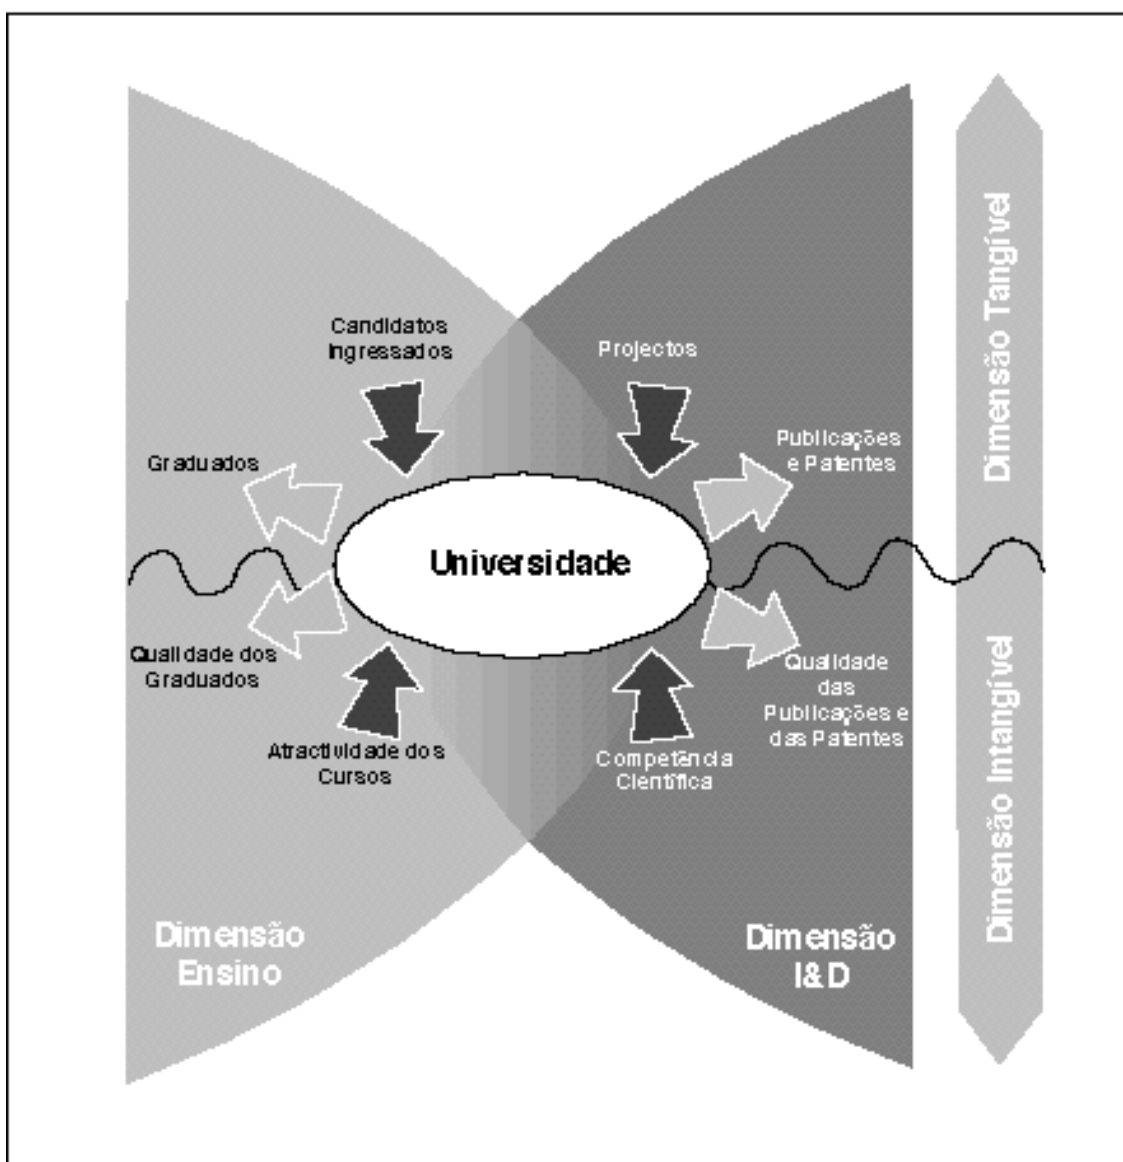 Candidatos
Ingressados
Projectos
Graduados
Publicações
e Patentes
Universidade
Qualidade dos
Graduados
Qualidade
das
Publicações e
das Patentes
Atractividade dos
Cursos
Competância
Científica
Dimensão
Ensino
Dimensão
I&D
Dimensão Tangível
Dimensão Intangível